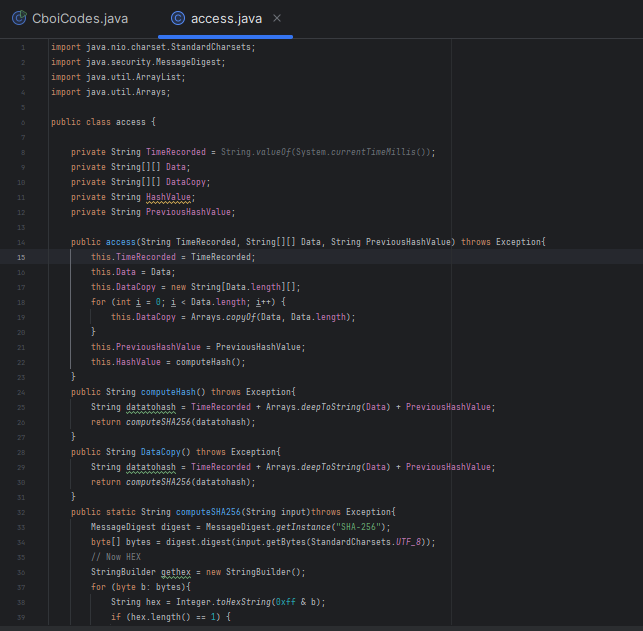 CboiCodes.java access.java
1 import java.nio.charset.StandardCharsets;
2 import java.security.MessageDigest;
3 import java.util.ArrayList;
4 import java.util.Arrays;
5
6 public class access {
7
8 private String TimeRecorded = String.valueOf(System.currentTimeMillis());
9 private String[][] Data;
10 private String[][] DataCopy;
11 private String HashValue;
12 private String PreviousHashValue;
13
14 public access(String TimeRecorded, String[][] Data, String PreviousHashValue) throws Exception{
15 this.TimeRecorded = TimeRecorded;
16 this.Data = Data;
17 this.DataCopy = new String[Data.length][];
18 for (int i = 0; i < Data.length; i++) {
19 this.DataCopy = Arrays.copyOf(Data, Data.length);
20 }
21 this.PreviousHashValue = PreviousHashValue;
22 this.HashValue = computeHash();
23 }
24 public String computeHash() throws Exception{
25 String datatohash = TimeRecorded + Arrays.deepToString(Data) + PreviousHashValue;
26 return computeSHA256(datatohash);
27 }
28 public String DataCopy() throws Exception{
29 String datatohash = TimeRecorded + Arrays.deepToString(Data) + PreviousHashValue;
30 return computeSHA256(datatohash);
31 }
32 public static String computeSHA256(String input)throws Exception{
33 MessageDigest digest = MessageDigest.getInstance("SHA-256");
34 byte[] bytes = digest.digest(input.getBytes(StandardCharsets.UTF_8));
35 // Now HEX
36 StringBuilder gethex = new StringBuilder();
37 for (byte b: bytes){
38 String hex = Integer.toHexString(0xff & b);
39 if (hex.length() == 1) {